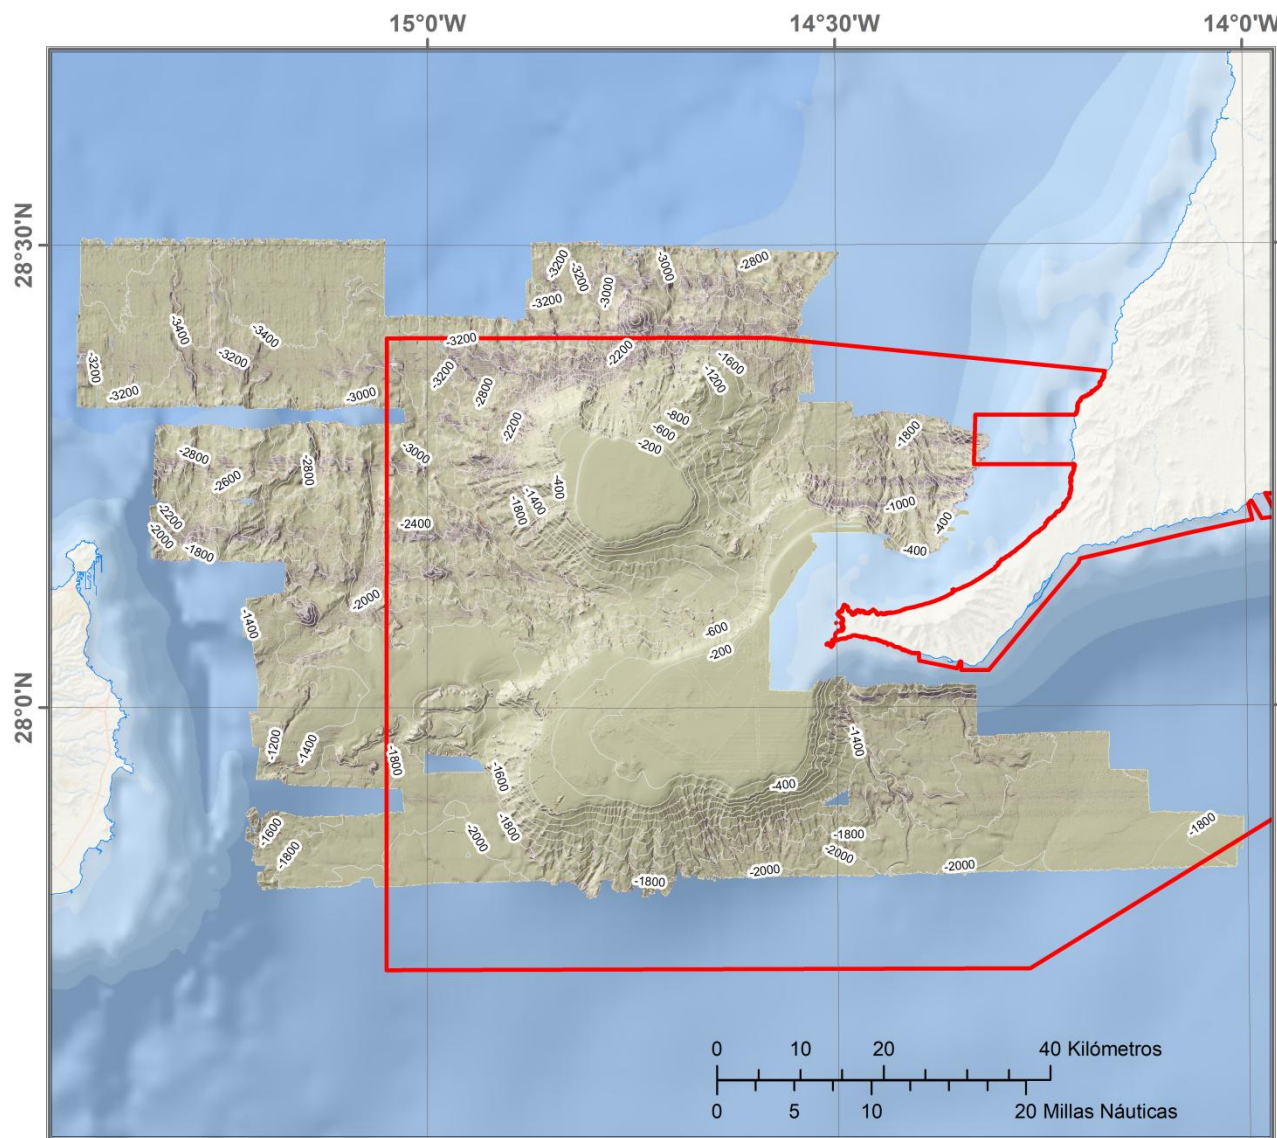 15°0'W 14°30'W 14°0'W
28°30'N
28°0'N
-3200 -3000 -2800
-3200
-3000
-3200
-3400 -3400
-3200
-3200 -2200 -1600
-3200
-3200 -1200
-3200 -3000 -2800
-800
-2200 -600 -1800
-200
-2800 -3000
-2800
-2600 -400
-1400 -1000
-2200 -1800
-2000 -2400 -400
-1800 -400
-2000
-1400
-600
-200
-1200 -1400 -1800 -1400
-1600 -400
-1800
-1600 -2000 -1800 -1800
-1800 -2000
-1800 -2000 -2000
0 10 20 40 Kilómetros
0 5 10 20 Millas Náuticas